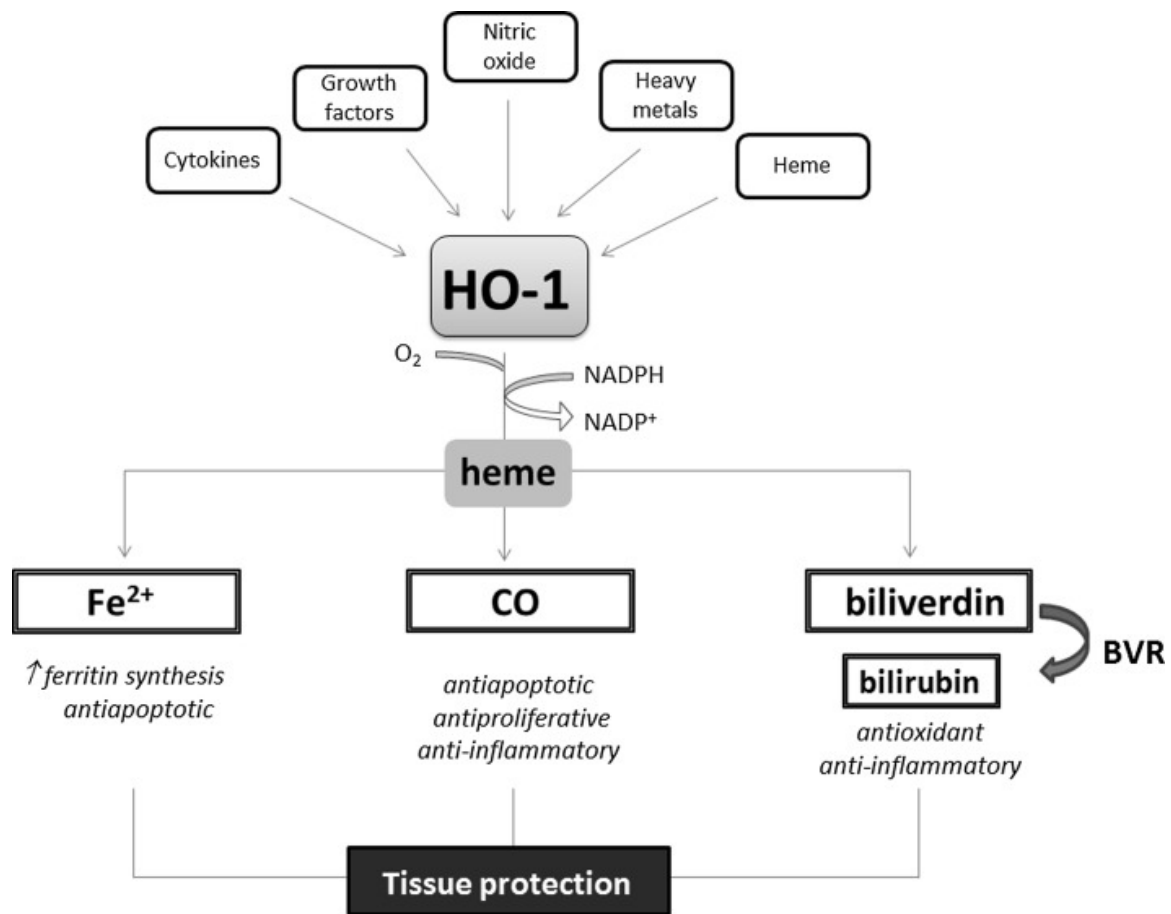 Nitric
oxide
Growth
factors
Heavy
metals
Cytokines
Heme
HO-1
O₂
NADPH
NADP⁺
heme
Fe²⁺
CO
biliverdin
BVR
↑ferritin synthesis
antiapoptotic
antiapoptotic
antiproliferative
anti-inflammatory
bilirubin
antioxidant
anti-inflammatory
Tissue protection